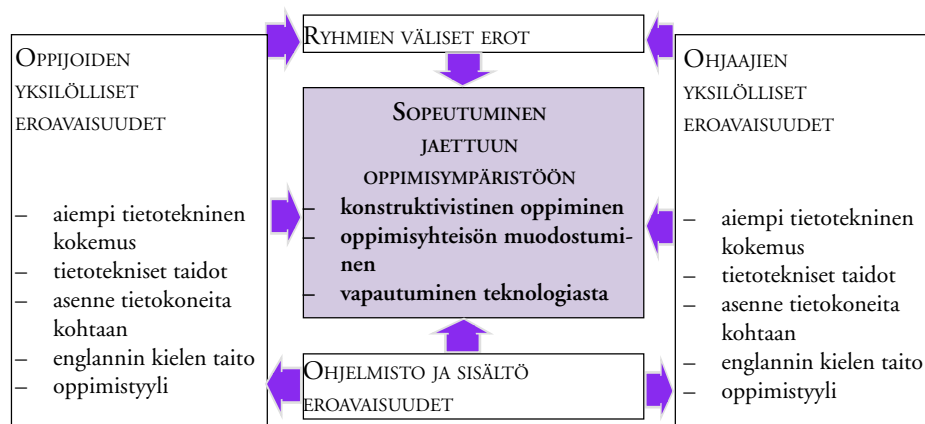 RYHMIEN VÄLISET EROT
OPPIJOIDEN
YKSILÖLLISET
EROAVAISUUDET
– aiempi tietotekninen
kokemus
– tietotekniset taidot
– asenne tietokoneita
kohtaan
– englannin kielen taito
– oppimistyyli
SOPEUTUMINEN
JAETTUUN
OPPIMISYMPÄRISTÖÖN
– konstruktivistinen oppiminen
– oppimisyhteisön muodostumi-
nen
– vapautuminen teknologiasta
OHJAAJIEN
YKSILÖLLISET
EROAVAISUUDET
– aiempi tietotekninen
kokemus
– tietotekniset taidot
– asenne tietokoneita
kohtaan
– englannin kielen taito
– oppimistyyli
OHJELMISTO JA SISÄLTÖ
EROAVAISUUDET